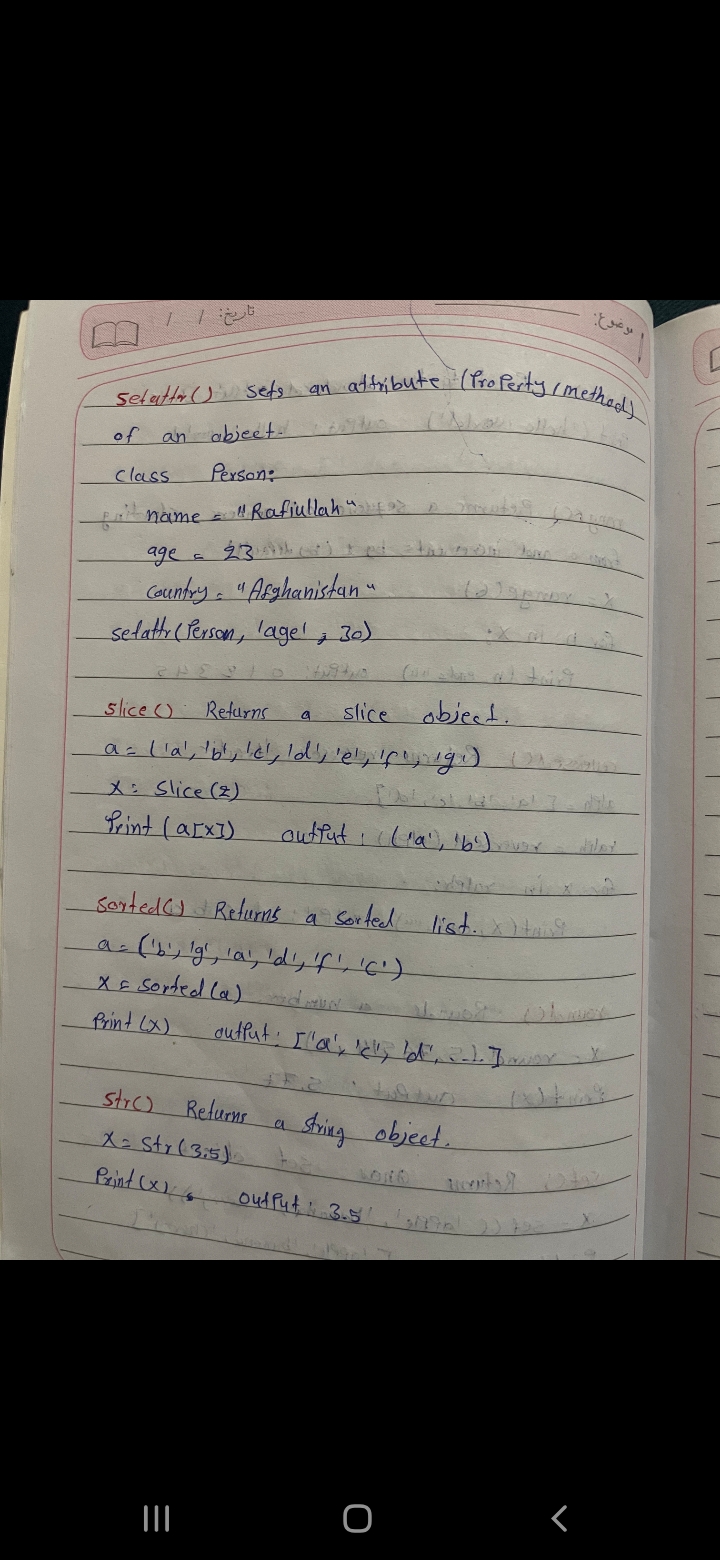 موضوع: تاریخ: / /
setattr() sets an attribute (Property/method)
of an object.
class Person:
name = "Rafiullah"
age = 23
country = "Afghanistan"
setattr(Person, 'age', 30)
slice() Returns a slice object.
a = ('a', 'b', 'c', 'd', 'e', 'f', 'g')
x = slice(2)
Print (a[x]) output: ('a', 'b')
sorted() Returns a sorted list.
a = ('b', 'g', 'a', 'd', 'f', 'c')
x = sorted(a)
Print (x) output: ['a', 'c', 'd', ...]
str() Returns a string object.
x = str(3.5)
Print(x) output: 3.5